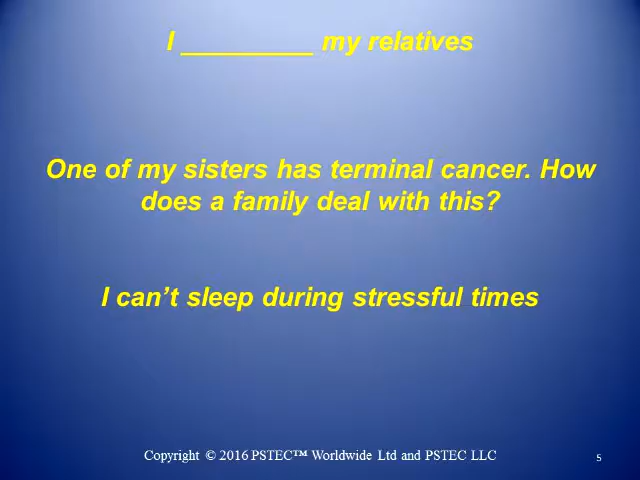 I _________ my relatives
One of my sisters has terminal cancer. How
does a family deal with this?
I can’t sleep during stressful times
Copyright © 2016 PSTEC™ Worldwide Ltd and PSTEC LLC
5